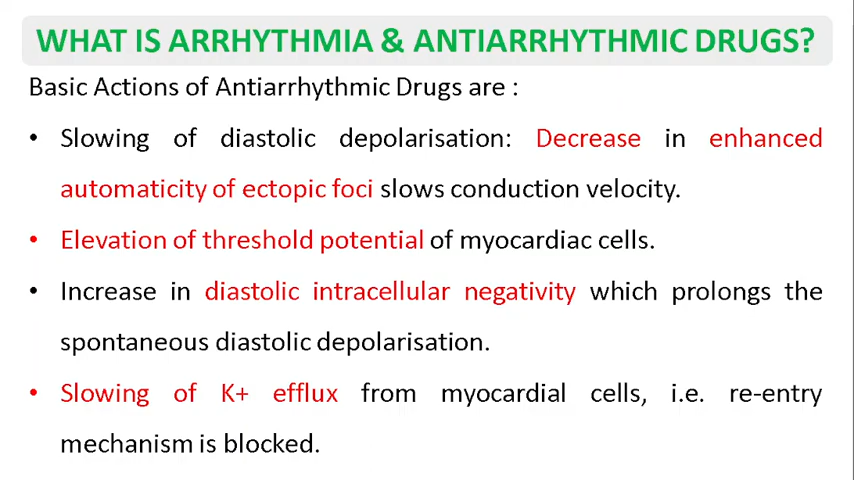 WHAT IS ARRHYTHMIA & ANTIARRHYTHMIC DRUGS?
Basic Actions of Antiarrhythmic Drugs are :
• Slowing of diastolic depolarisation: Decrease in enhanced
automaticity of ectopic foci slows conduction velocity.
• Elevation of threshold potential of myocardiac cells.
• Increase in diastolic intracellular negativity which prolongs the
spontaneous diastolic depolarisation.
• Slowing of K+ efflux from myocardial cells, i.e. re-entry
mechanism is blocked.